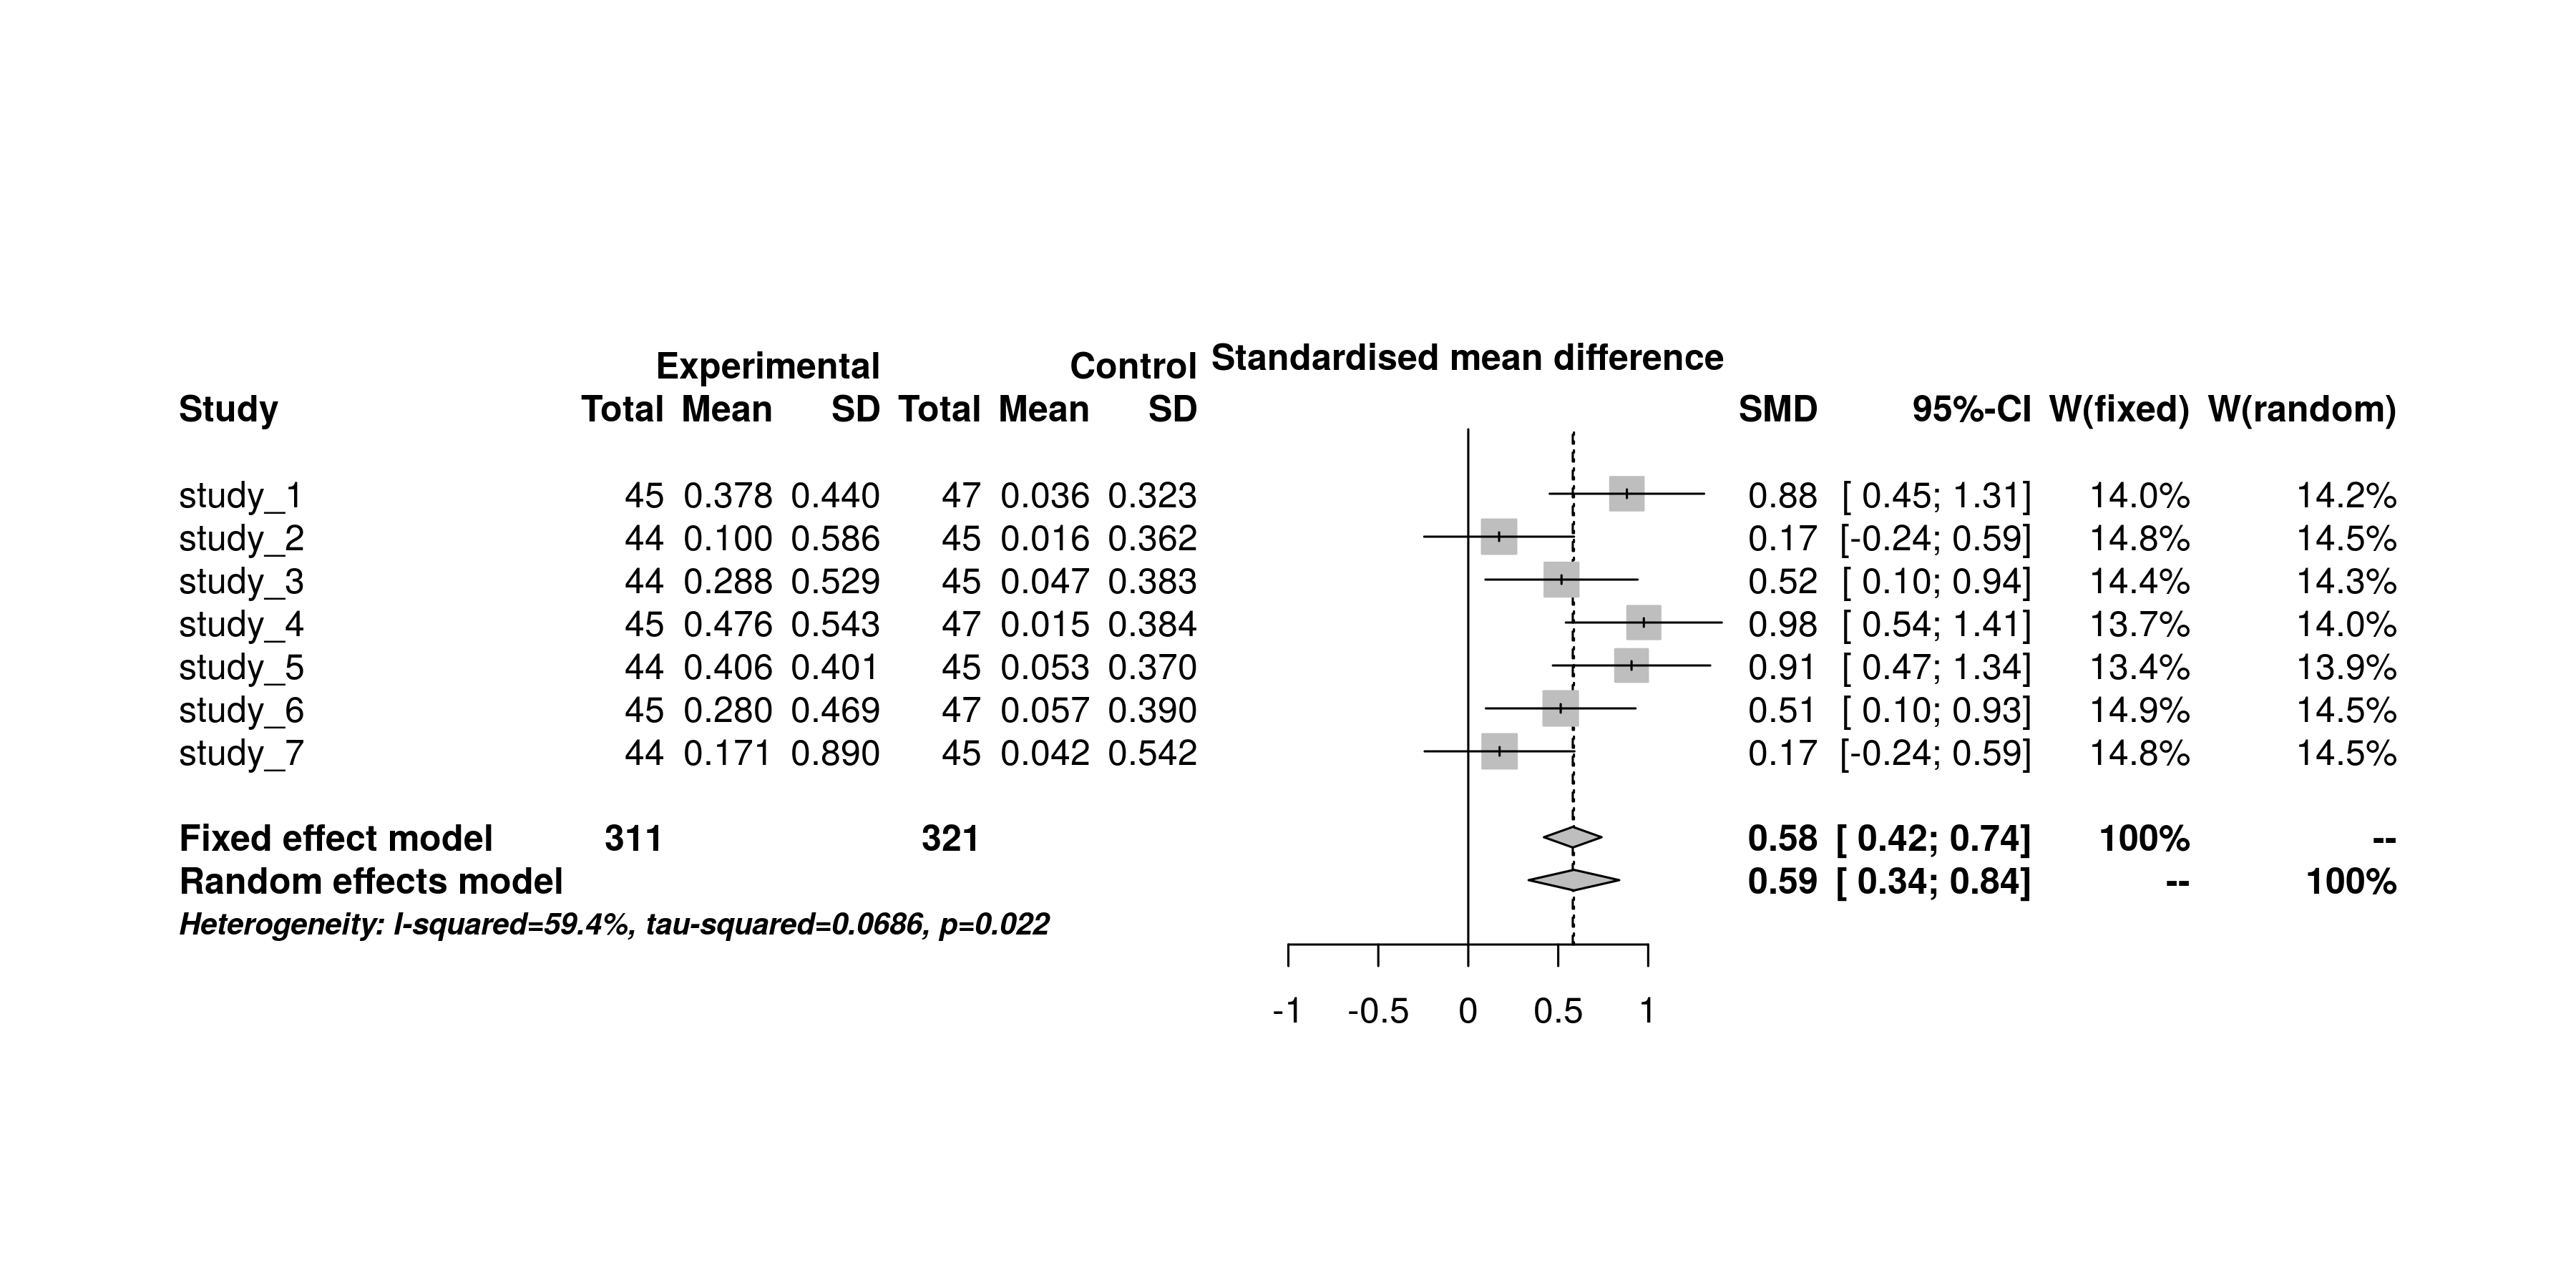 Experimental Control Standardised mean difference
Study Total Mean SD Total Mean SD SMD 95%-CI W(fixed) W(random)
study_1 45 0.378 0.440 47 0.036 0.323 0.88 [ 0.45; 1.31] 14.0% 14.2%
study_2 44 0.100 0.586 45 0.016 0.362 0.17 [-0.24; 0.59] 14.8% 14.5%
study_3 44 0.288 0.529 45 0.047 0.383 0.52 [ 0.10; 0.94] 14.4% 14.3%
study_4 45 0.476 0.543 47 0.015 0.384 0.98 [ 0.54; 1.41] 13.7% 14.0%
study_5 44 0.406 0.401 45 0.053 0.370 0.91 [ 0.47; 1.34] 13.4% 13.9%
study_6 45 0.280 0.469 47 0.057 0.390 0.51 [ 0.10; 0.93] 14.9% 14.5%
study_7 44 0.171 0.890 45 0.042 0.542 0.17 [-0.24; 0.59] 14.8% 14.5%
Fixed effect model 311 321 0.58 [ 0.42; 0.74] 100% --
Random effects model 0.59 [ 0.34; 0.84] -- 100%
Heterogeneity: I-squared=59.4%, tau-squared=0.0686, p=0.022
-1 -0.5 0 0.5 1